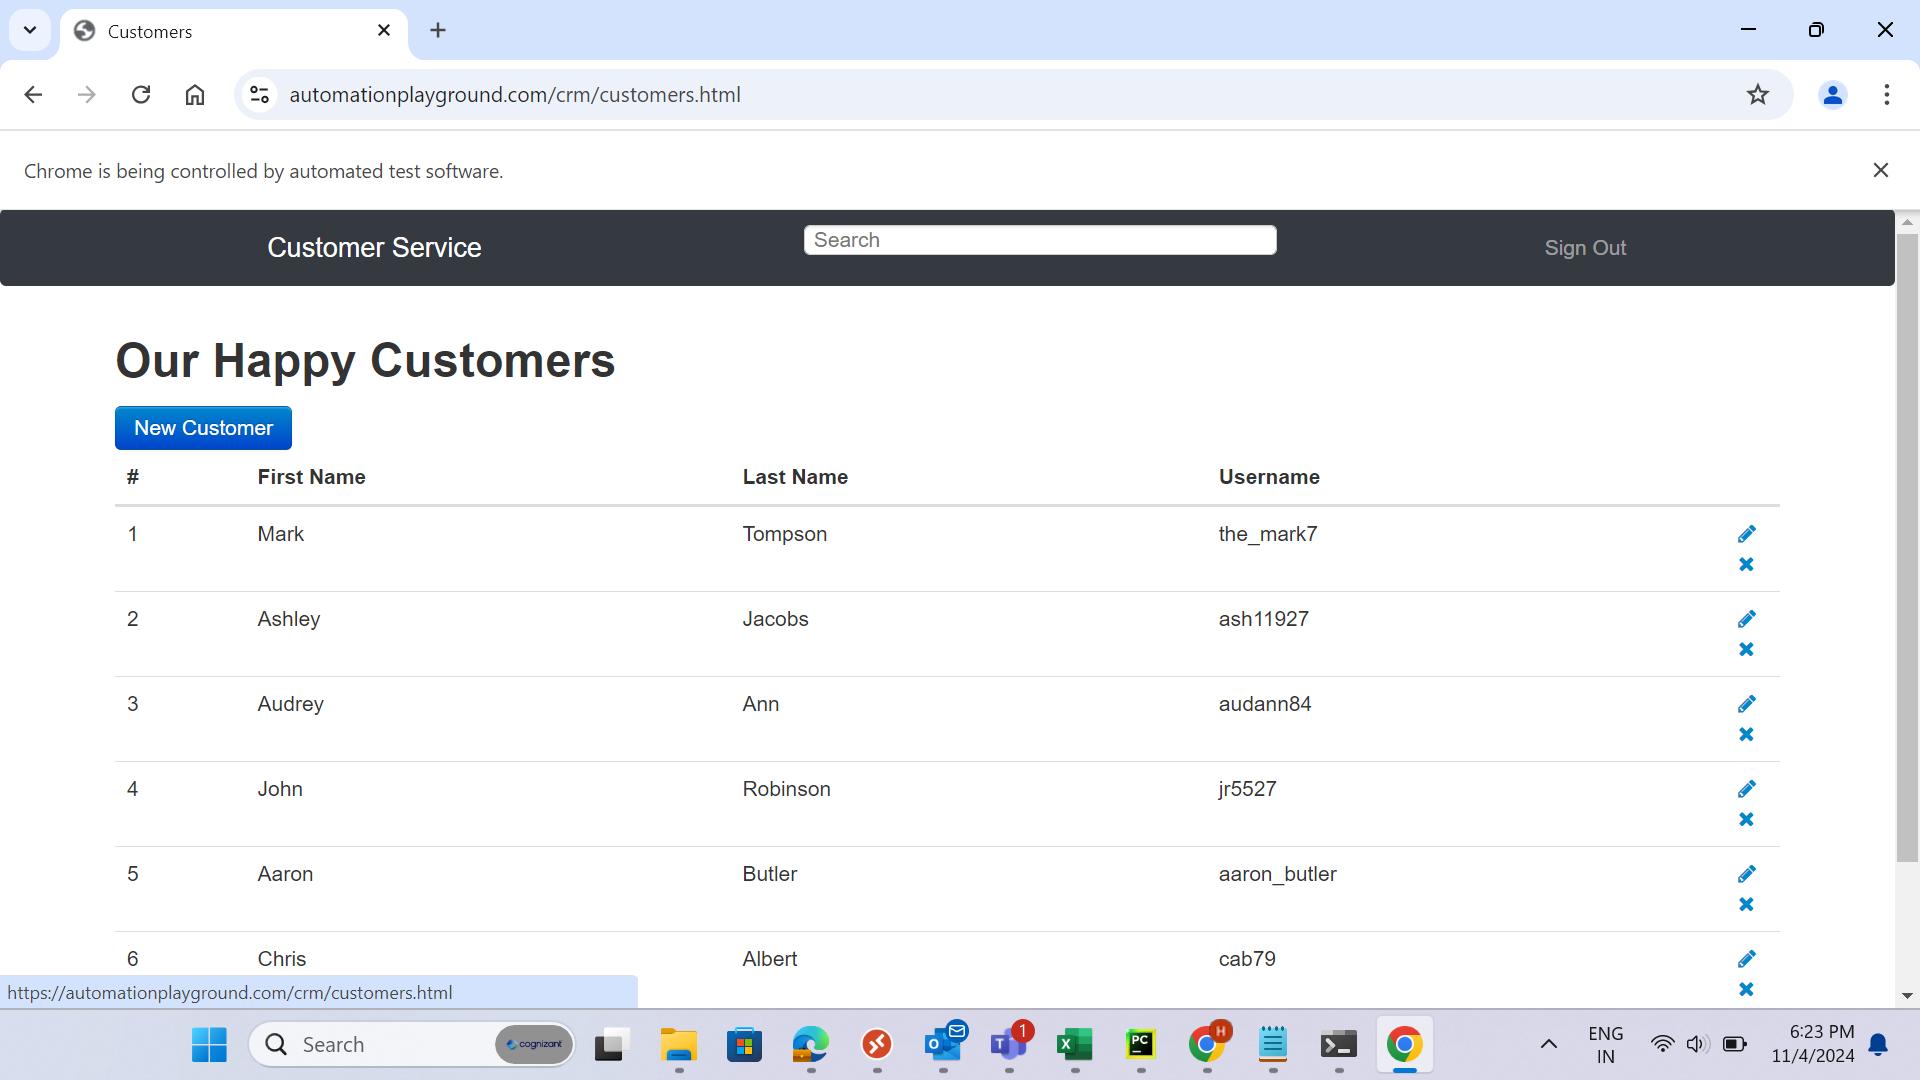 Customers
automationplayground.com/crm/customers.html
Chrome is being controlled by automated test software.
Customer Service
Search
Sign Out
Our Happy Customers
New Customer
# First Name Last Name Username
1 Mark Tompson the_mark7
2 Ashley Jacobs ash11927
3 Audrey Ann audann84
4 John Robinson jr5527
5 Aaron Butler aaron_butler
6 Chris Albert cab79
https://automationplayground.com/crm/customers.html
Search
cognizant
1
H
PC
ENG
IN
6:23 PM
11/4/2024